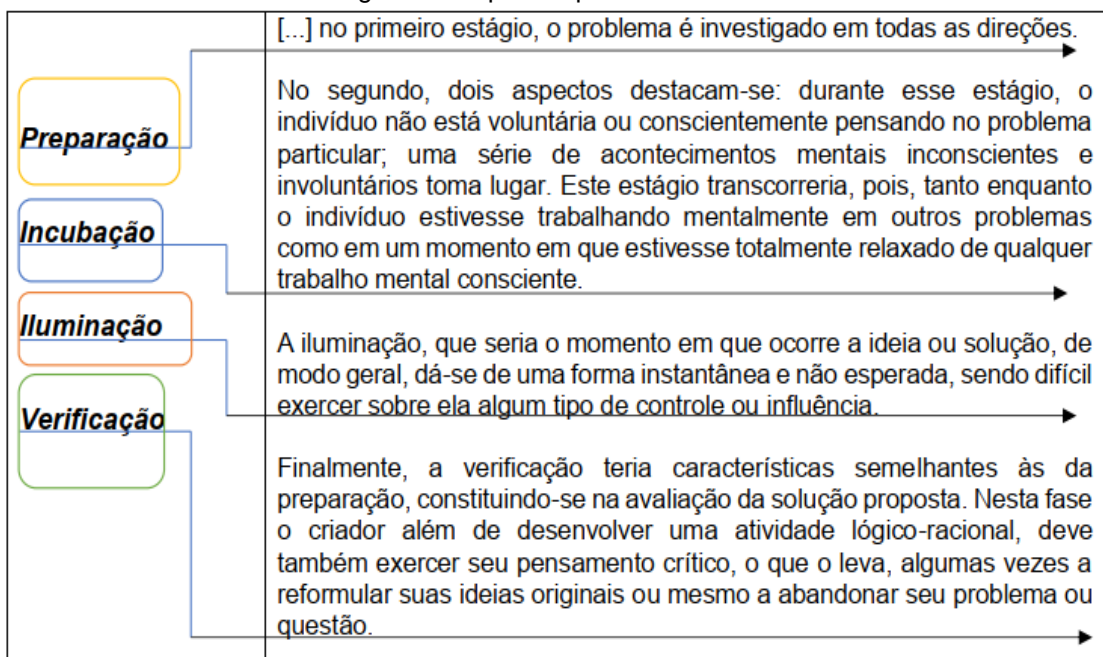 [...] no primeiro estágio, o problema é investigado em todas as direções.
Preparação
No segundo, dois aspectos destacam-se: durante esse estágio, o
indivíduo não está voluntária ou conscientemente pensando no problema
particular; uma série de acontecimentos mentais inconscientes e
involuntários toma lugar. Este estágio transcorreria, pois, tanto enquanto
o indivíduo estivesse trabalhando mentalmente em outros problemas
como em um momento em que estivesse totalmente relaxado de qualquer
trabalho mental consciente.
Incubação
Iluminação
A iluminação, que seria o momento em que ocorre a ideia ou solução, de
modo geral, dá-se de uma forma instantânea e não esperada, sendo difícil
exercer sobre ela algum tipo de controle ou influência.
Verificação
Finalmente, a verificação teria características semelhantes às da
preparação, constituindo-se na avaliação da solução proposta. Nesta fase
o criador além de desenvolver uma atividade lógico-racional, deve
também exercer seu pensamento crítico, o que o leva, algumas vezes a
reformular suas ideias originais ou mesmo a abandonar seu problema ou
questão.